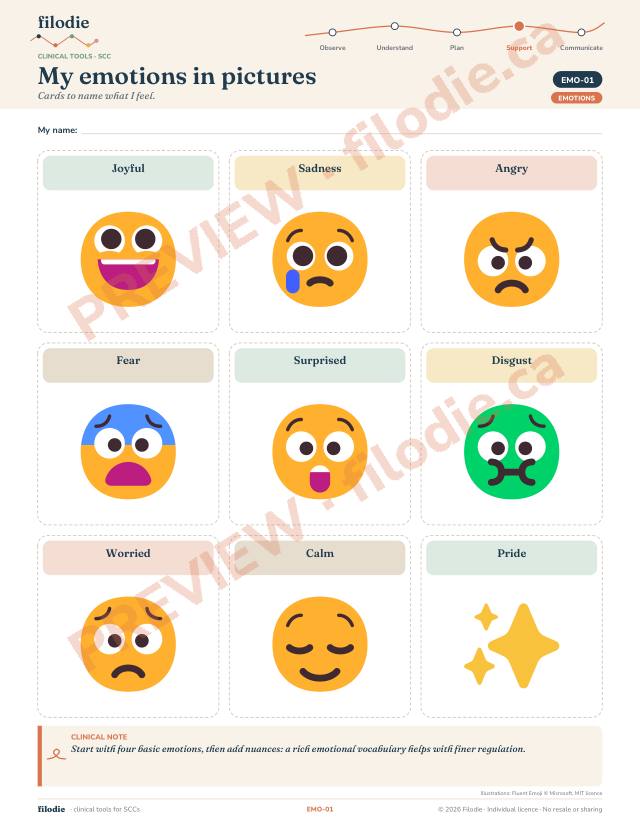 filodie
CLINICAL TOOLS · SCC
Observe Understand Plan Support Communicate
My emotions in pictures
Cards to name what I feel.
EMO-01
EMOTIONS
My name:
Joyful Sadness Angry
Fear Surprised Disgust
Worried Calm Pride
PREVIEW · filodie.ca
PREVIEW · filodie.ca
CLINICAL NOTE
Start with four basic emotions, then add nuances: a rich emotional vocabulary helps with finer regulation.
Illustrations: Fluent Emoji © Microsoft, MIT licence
filodie · clinical tools for SCCs EMO-01 © 2026 Filodie · Individual licence · No resale or sharing